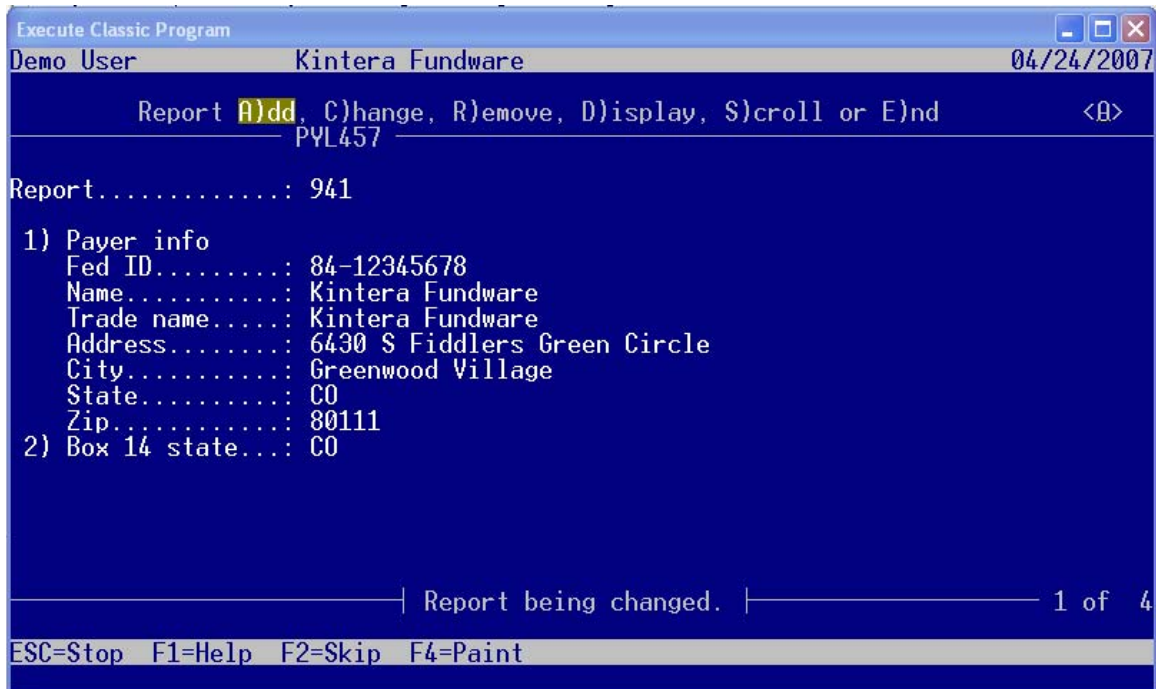 Execute Classic Program
Demo User Kintera Fundware 04/24/2007
Report A)dd, C)hange, R)emove, D)isplay, S)croll or E)nd <A>
PYL457
Report.............: 941
1) Payer info
Fed ID.........: 84-12345678
Name...........: Kintera Fundware
Trade name.....: Kintera Fundware
Address........: 6430 S Fiddlers Green Circle
City...........: Greenwood Village
State..........: CO
Zip............: 80111
2) Box 14 state...: CO
Report being changed. 1 of 4
ESC=Stop F1=Help F2=Skip F4=Paint